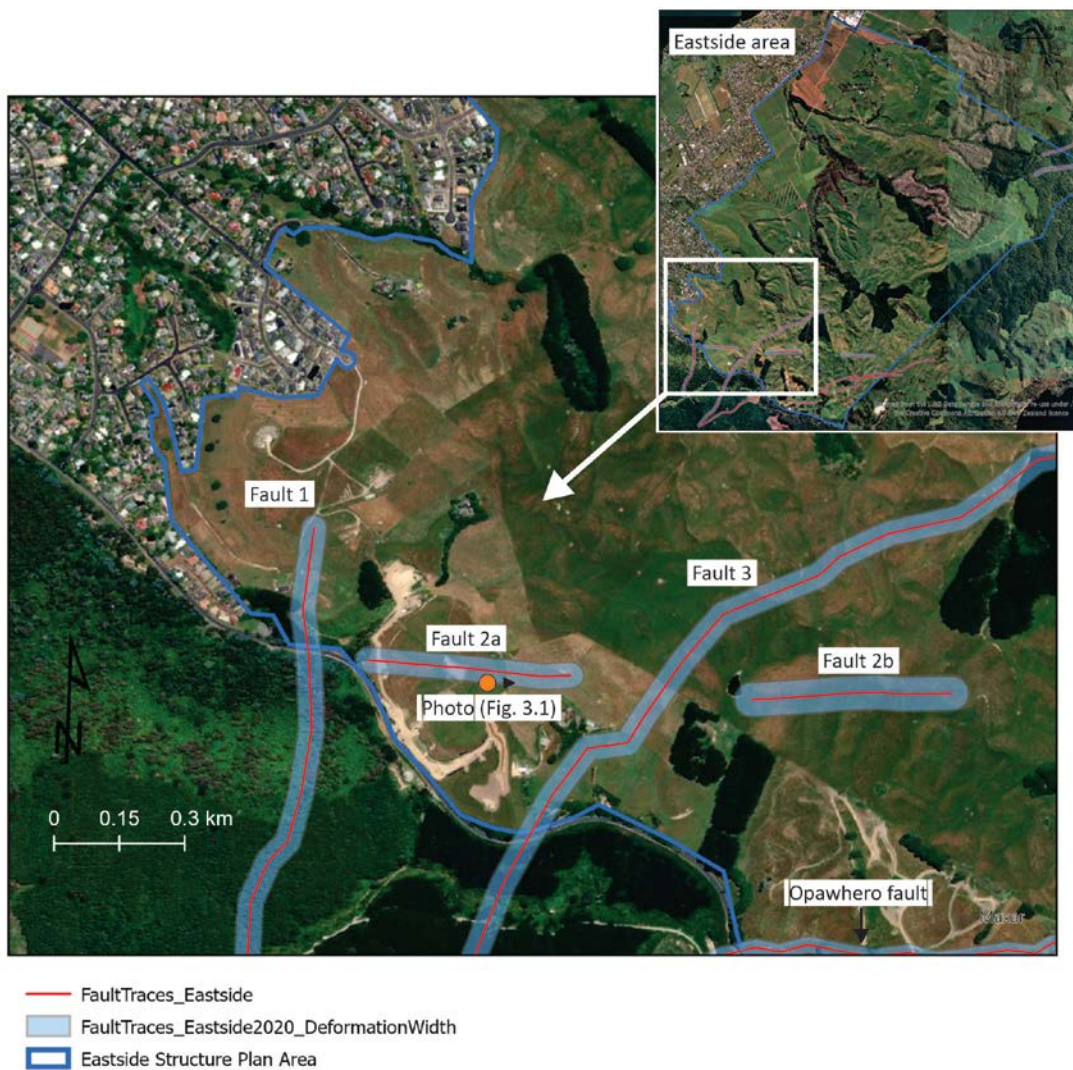 Eastside area
Fault 1
Fault 3
Fault 2a
Fault 2b
Photo (Fig. 3.1)
N
0 0.15 0.3 km
Opawhero fault
FaultTraces_Eastside
FaultTraces_Eastside2020_DeformationWidth
Eastside Structure Plan Area